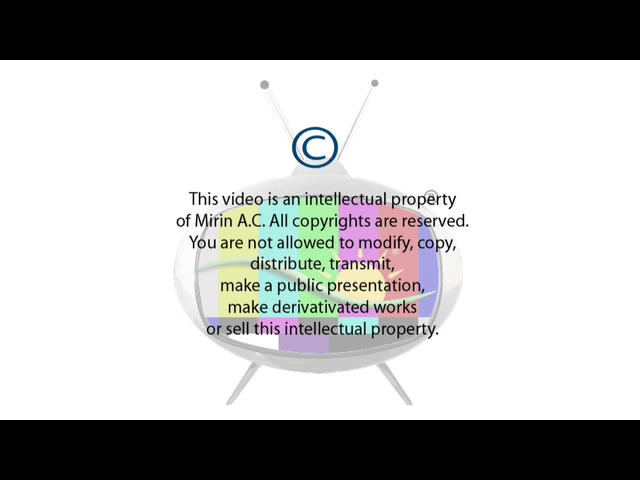 ©
This video is an intellectual property
of Mirin A.C. All copyrights are reserved.
You are not allowed to modify, copy,
distribute, transmit,
make a public presentation,
make derivativated works
or sell this intellectual property.
®